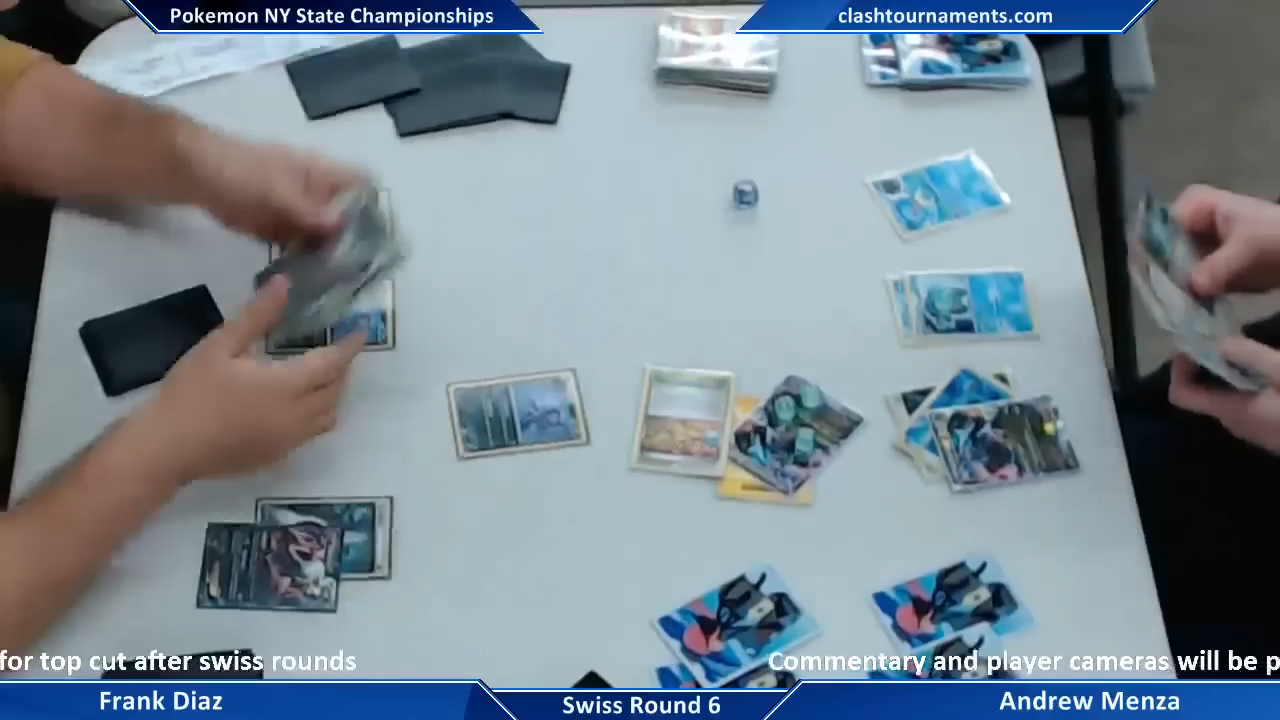 Pokemon NY State Championships
clashtournaments.com
for top cut after swiss rounds
Commentary and player cameras will be p
Frank Diaz
Swiss Round 6
Andrew Menza